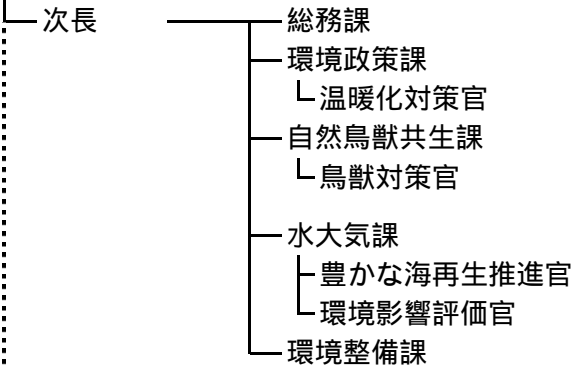 次長
総務課
環境政策課
温暖化対策官
自然鳥獣共生課
鳥獣対策官
水大気課
豊かな海再生推進官
環境影響評価官
環境整備課